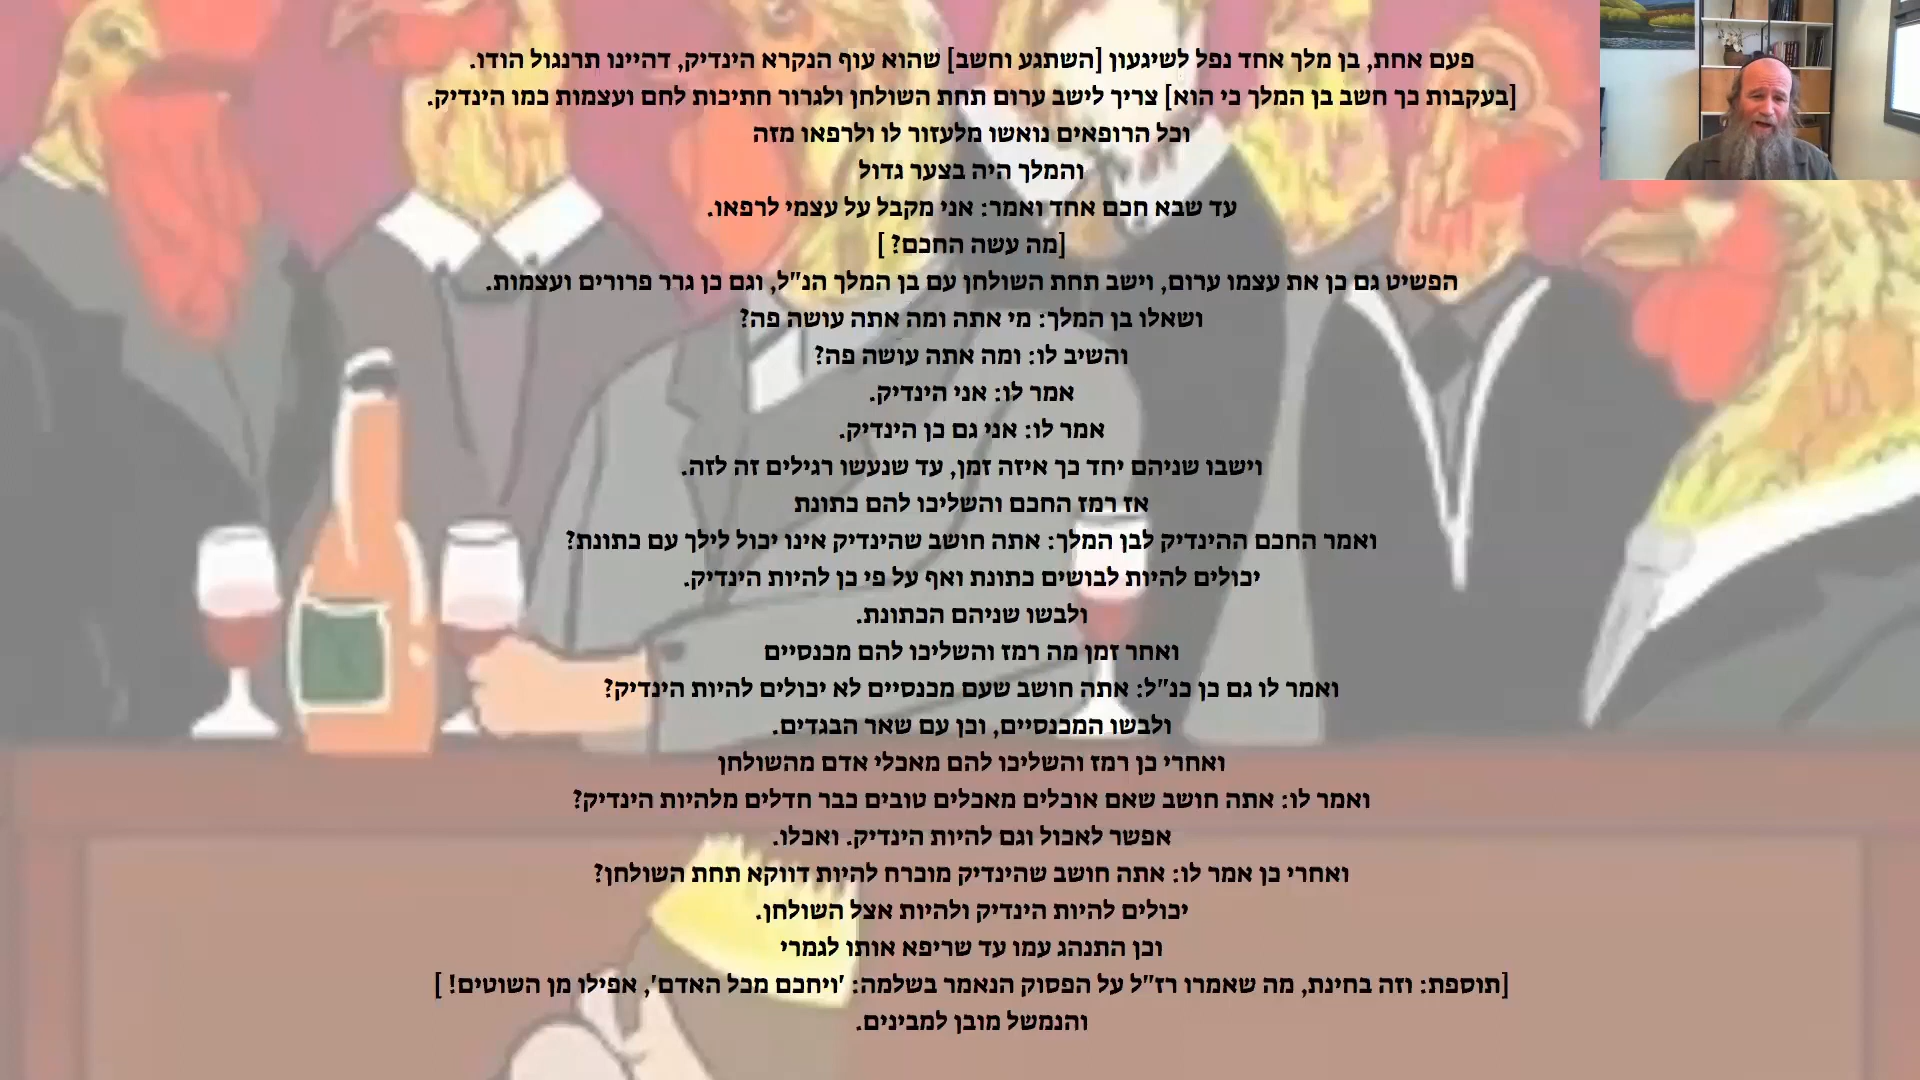 פעם אחת, בן מלך אחד נפל לשיגעון [השתגע וחשב] שהוא עוף הנקרא הינדיק, דהיינו תרנגול הודו.
[בעקבות כך חשב בן המלך כי הוא] צריך לישב ערום תחת השולחן ולגרור חתיכות לחם ועצמות כמו הינדיק.
וכל הרופאים נואשו מלעזור לו ולרפאו מזה
והמלך היה בצער גדול
עד שבא חכם אחד ואמר: אני מקבל על עצמי לרפאו.
[מה עשה החכם? ]
הפשיט גם כן את עצמו ערום, וישב תחת השולחן עם בן המלך הנ"ל, וגם כן גרר פרורים ועצמות.
ושאלו בן המלך: מי אתה ומה אתה עושה פה?
והשיב לו: ומה אתה עושה פה?
אמר לו: אני הינדיק.
אמר לו: אני גם כן הינדיק.
וישבו שניהם יחד כך איזה זמן, עד שנעשו רגילים זה לזה.
אז רמז החכם והשליכו להם כתונת
ואמר החכם ההינדיק לבן המלך: אתה חושב שהינדיק אינו יכול לילך עם כתונת?
יכולים להיות לבושים כתונת ואף על פי כן להיות הינדיק.
ולבשו שניהם הכתונת.
ואחר זמן מה רמז והשליכו להם מכנסיים
ואמר לו גם כן כנ"ל: אתה חושב שעם מכנסיים לא יכולים להיות הינדיק?
ולבשו המכנסיים, וכן עם שאר הבגדים.
ואחרי כן רמז והשליכו להם מאכלי אדם מהשולחן
ואמר לו: אתה חושב שאם אוכלים מאכלים טובים כבר חדלים מלהיות הינדיק?
אפשר לאכול וגם להיות הינדיק. ואכלו.
ואחרי כן אמר לו: אתה חושב שהינדיק מוכרח להיות דווקא תחת השולחן?
יכולים להיות הינדיק ולהיות אצל השולחן.
וכן התנהג עמו עד שריפא אותו לגמרי
[תוספת: וזה בחינת, מה שאמרו רז"ל על הפסוק הנאמר בשלמה: 'ויחכם מכל האדם', אפילו מן השוטים! ]
והנמשל מובן למבינים.